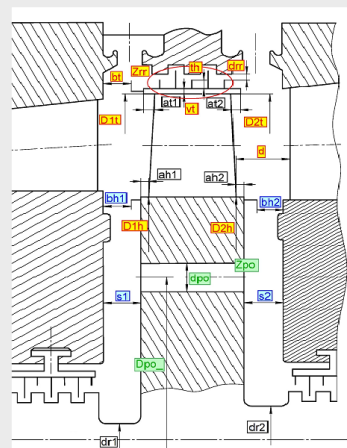 Zrr th drr
bt
at1 at2
vt
D1t D2t
d
ah1 ah2
bh1 bh2
D1h D2h
Zpo
dpo
s1 s2
Dpo
dr1 dr2